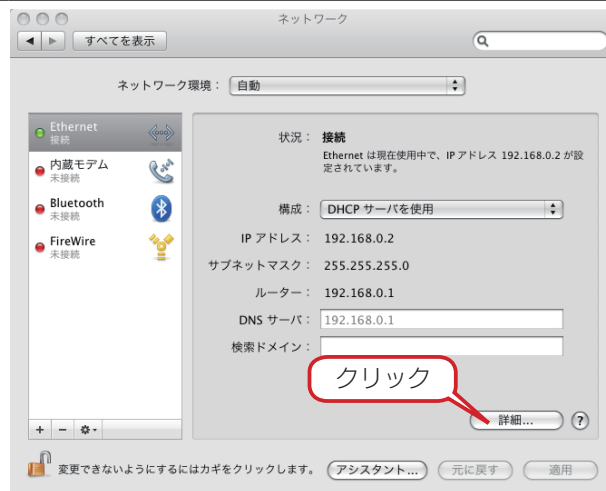 ネットワーク
すべてを表示
ネットワーク環境： 自動
Ethernet
接続
内蔵モデム
未接続
Bluetooth
未接続
FireWire
未接続
状況： 接続
Ethernet は現在使用中で、IP アドレス 192.168.0.2 が設
定されています。
構成： DHCP サーバを使用
IP アドレス： 192.168.0.2
サブネットマスク： 255.255.255.0
ルーター： 192.168.0.1
DNS サーバ： 192.168.0.1
検索ドメイン：
クリック
詳細... ?
+ −
変更できないようにするにはカギをクリックします。 アシスタント... 元に戻す 適用